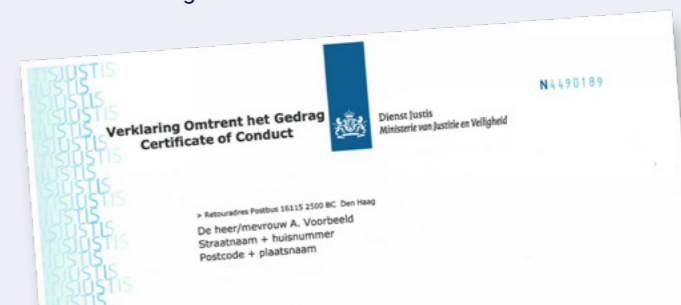 N4490189
Verklaring Omtrent het Gedrag
Certificate of Conduct
Dienst Justis
Ministerie van Justitie en Veiligheid
> Retouradres Postbus 16115 2500 BC Den Haag
De heer/mevrouw A. Voorbeeld
Straatnaam + huisnummer
Postcode + plaatsnaam
JUSTIS